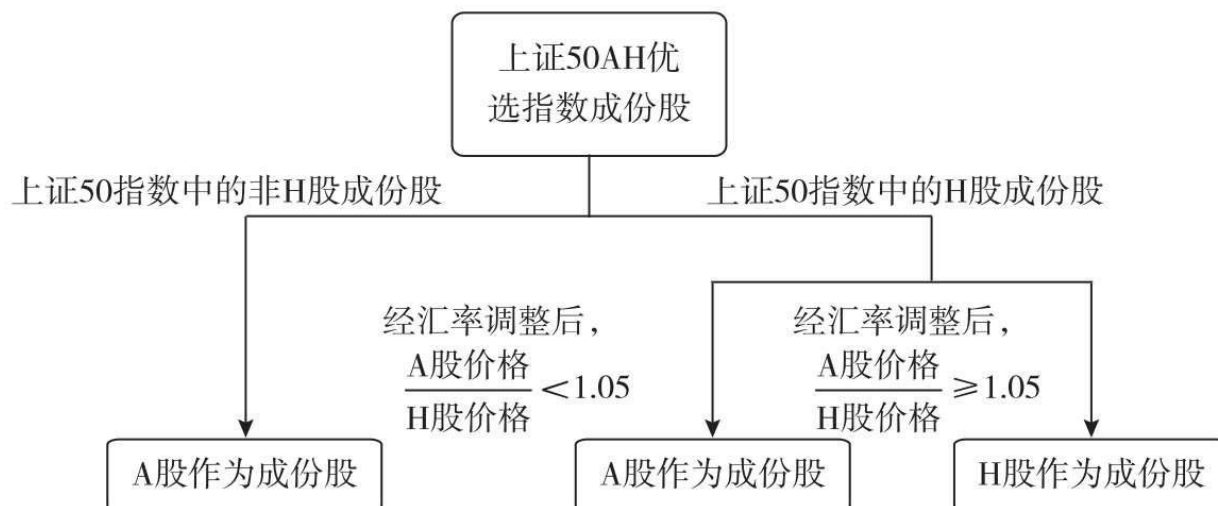 上证50AH优
选指数成份股
上证50指数中的非H股成份股
上证50指数中的H股成份股
经汇率调整后，
A股价格
H股价格
<1.05
经汇率调整后，
A股价格
H股价格
≥1.05
A股作为成份股
A股作为成份股
H股作为成份股